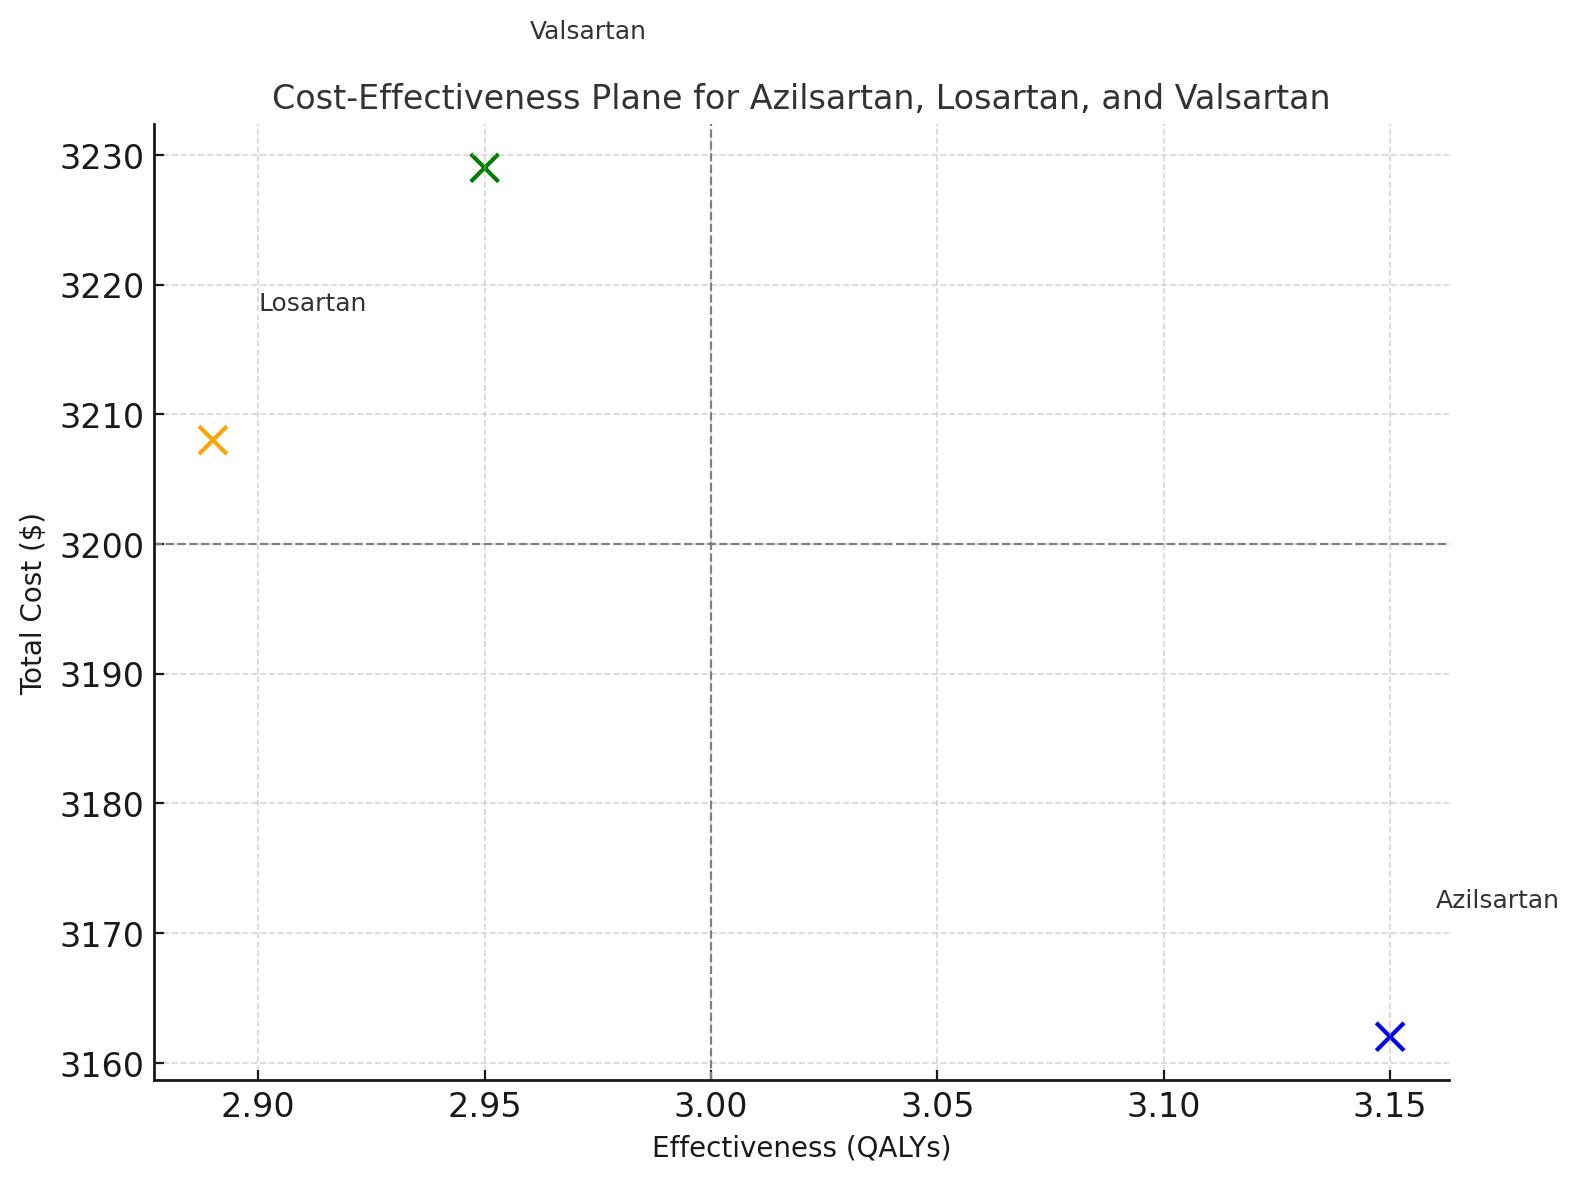 Valsartan
Cost-Effectiveness Plane for Azilsartan, Losartan, and Valsartan
3230
3220
Losartan
3210
Total Cost ($)
3200
3190
3180
Azilsartan
3170
3160
2.90 2.95 3.00 3.05 3.10 3.15
Effectiveness (QALYs)